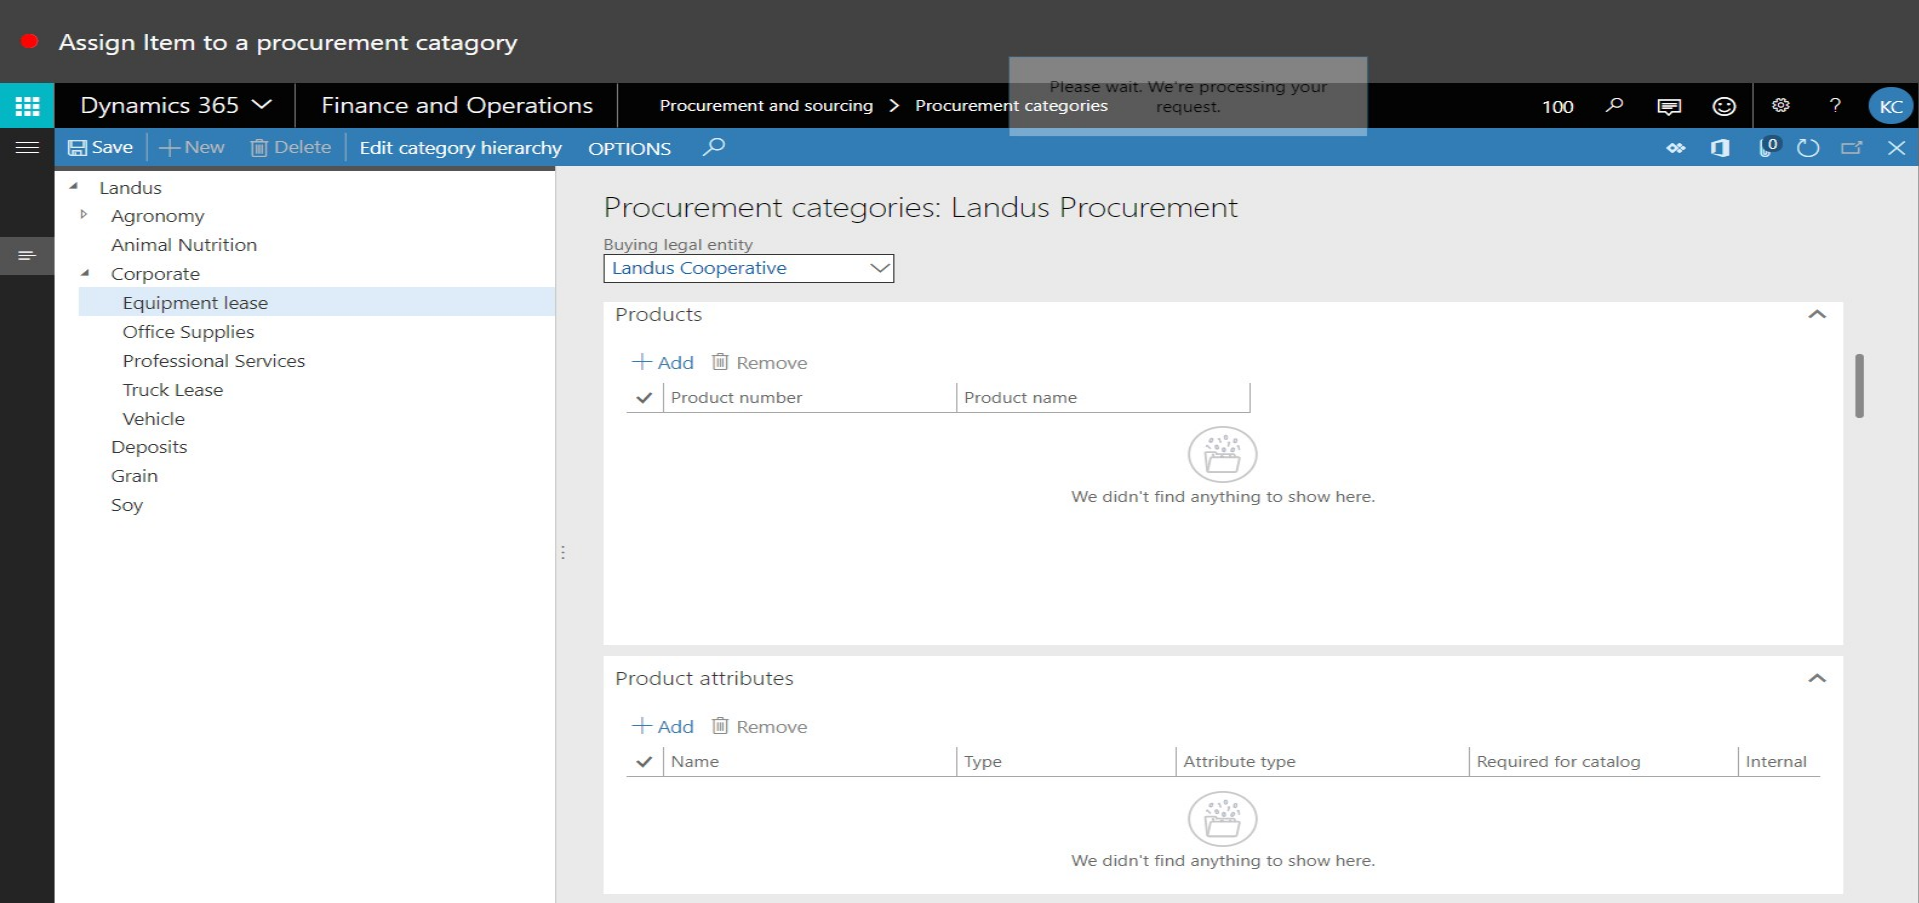 Assign Item to a procurement catagory
Please wait. We're processing your
request.
Dynamics 365 Finance and Operations Procurement and sourcing > Procurement categories 100 ? KC
Save + New Delete Edit category hierarchy OPTIONS 0
Landus
Agronomy
Animal Nutrition
Corporate
Equipment lease
Office Supplies
Professional Services
Truck Lease
Vehicle
Deposits
Grain
Soy
Procurement categories: Landus Procurement
Buying legal entity
Landus Cooperative
Products
+ Add Remove
Product number Product name
We didn't find anything to show here.
Product attributes
+ Add Remove
Name Type Attribute type Required for catalog Internal
We didn't find anything to show here.